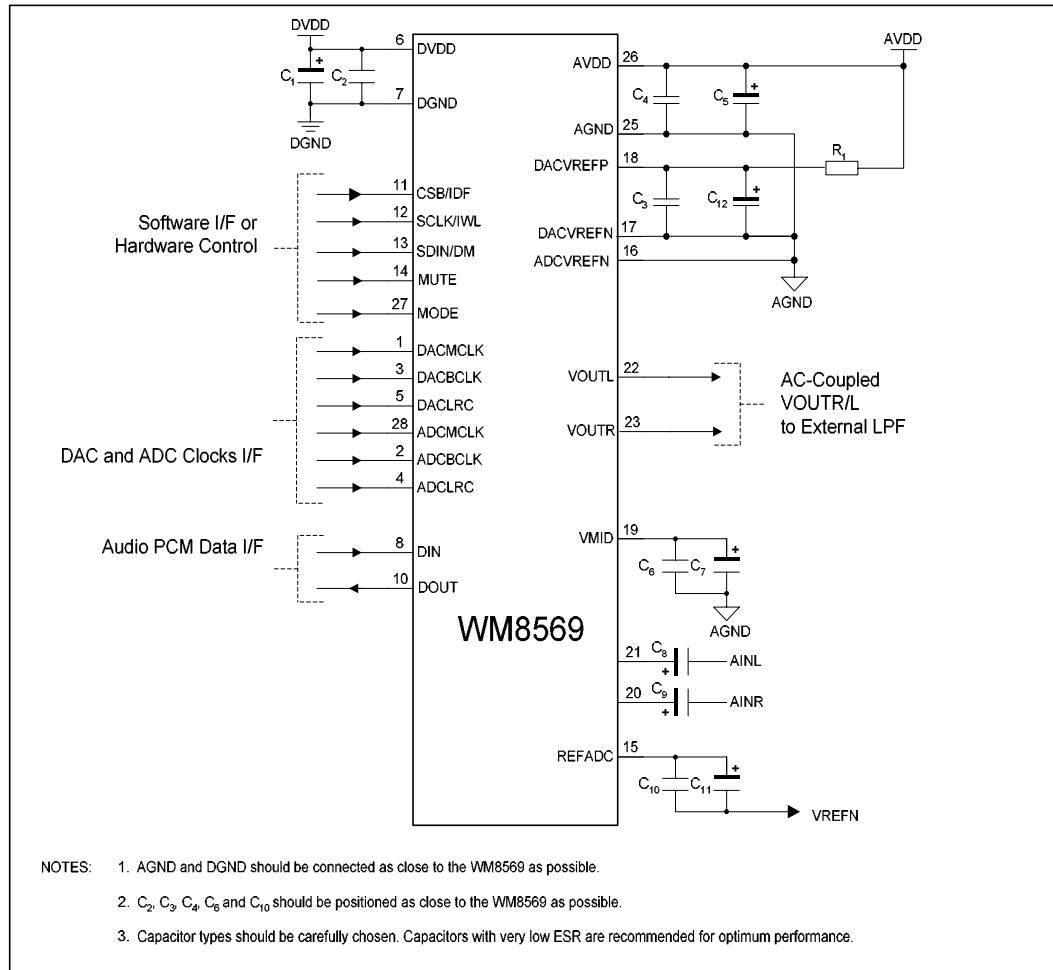 DVDD
6
DVDD
C1
+
C2
7
DGND
DGND
Software I/F or
Hardware Control
11
CSB/IDF
12
SCLK/IWL
13
SDIN/DM
14
MUTE
27
MODE
DAC and ADC Clocks I/F
1
DACMCLK
3
DACBCLK
5
DACLRC
28
ADCMCLK
2
ADCBCLK
4
ADCLRC
Audio PCM Data I/F
8
DIN
10
DOUT
WM8569
AVDD
AVDD
26
C4
C5
+
AGND
25
DACVREFP
18
R1
C3
C12
+
DACVREFN
17
ADCVREFN
16
AGND
VOUTL
22
VOUTR
23
AC-Coupled
VOUTR/L
to External LPF
VMID
19
C6
C7
+
AGND
21
C8
+
AINL
20
C9
+
AINR
REFADC
15
C10
C11
+
VREFN
NOTES: 1. AGND and DGND should be connected as close to the WM8569 as possible.
2. C2, C3, C4, C6 and C10 should be positioned as close to the WM8569 as possible.
3. Capacitor types should be carefully chosen. Capacitors with very low ESR are recommended for optimum performance.